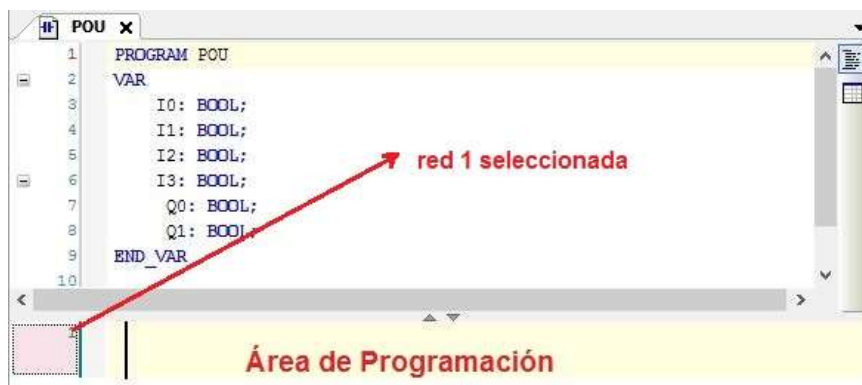 POU X
1 PROGRAM POU
2 VAR
3 I0: BOOL;
4 I1: BOOL;
5 I2: BOOL;
6 I3: BOOL;
7 Q0: BOOL;
8 Q1: BOOL;
9 END_VAR
10
red 1 seleccionada
1
Área de Programación